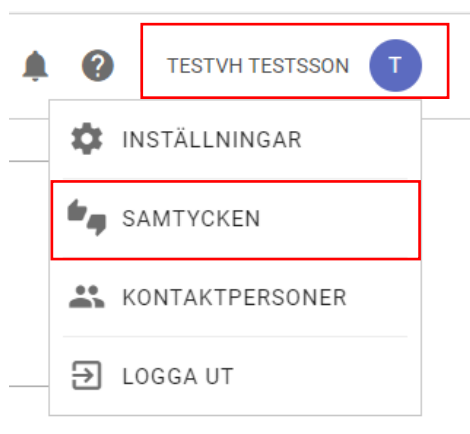 TESTVH TESTSSON T
INSTÄLLNINGAR
SAMTYCKEN
KONTAKTPERSONER
LOGGA UT